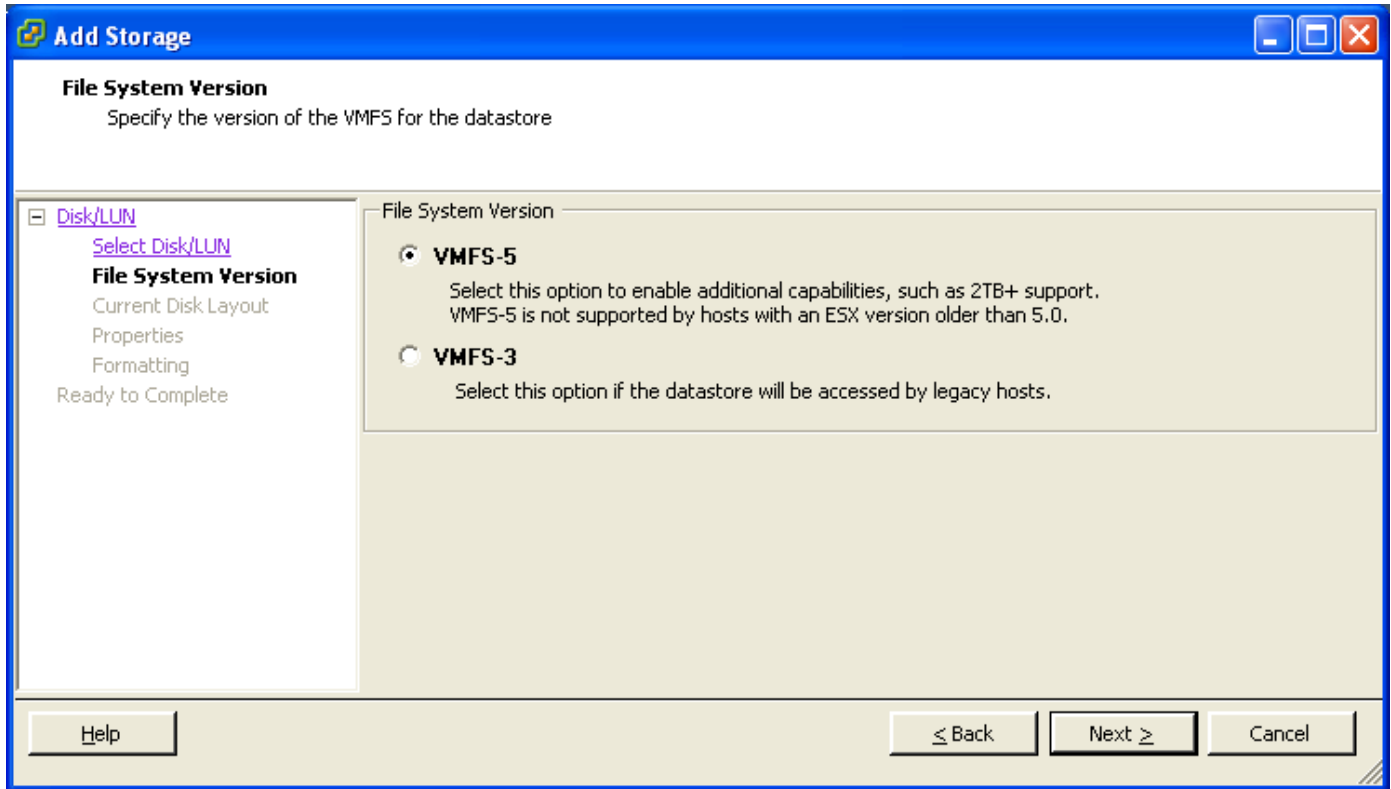 Add Storage
File System Version
Specify the version of the VMFS for the datastore
Disk/LUN
Select Disk/LUN
File System Version
Current Disk Layout
Properties
Formatting
Ready to Complete
File System Version
VMFS-5
Select this option to enable additional capabilities, such as 2TB+ support.
VMFS-5 is not supported by hosts with an ESX version older than 5.0.
VMFS-3
Select this option if the datastore will be accessed by legacy hosts.
Help
< Back
Next >
Cancel